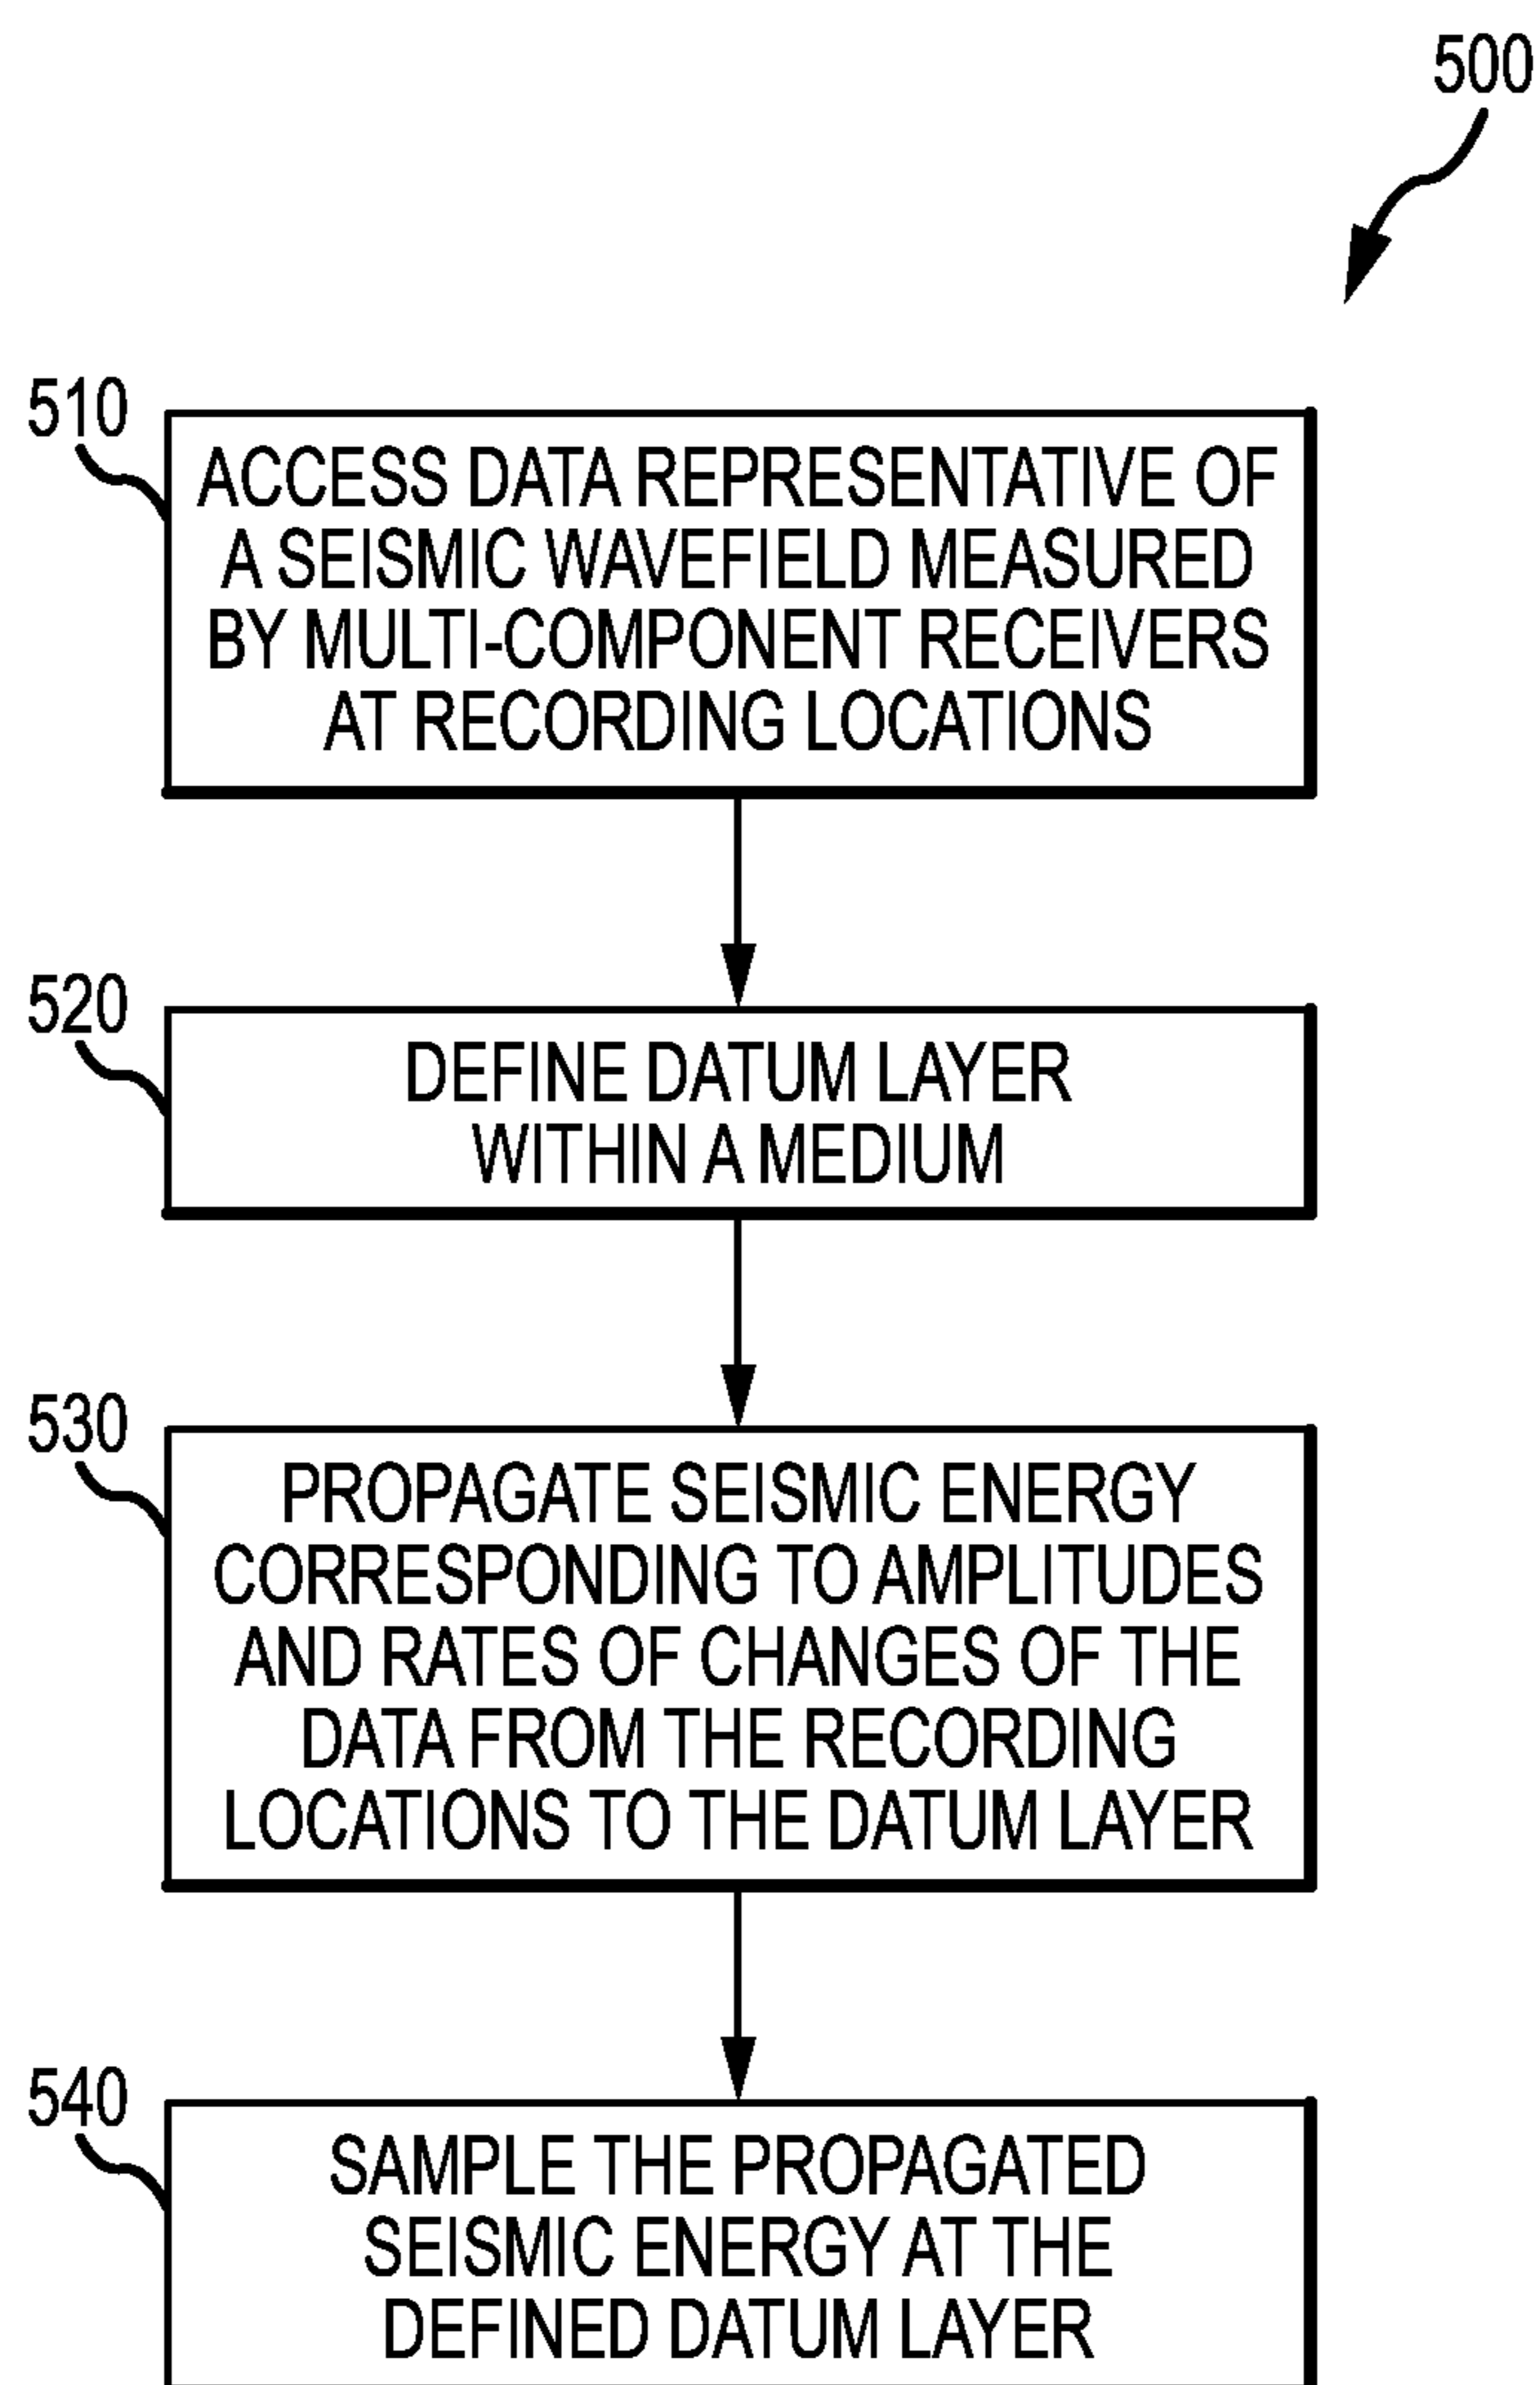 500
510
ACCESS DATA REPRESENTATIVE OF
A SEISMIC WAVEFIELD MEASURED
BY MULTI-COMPONENT RECEIVERS
AT RECORDING LOCATIONS
520
DEFINE DATUM LAYER
WITHIN A MEDIUM
530
PROPAGATE SEISMIC ENERGY
CORRESPONDING TO AMPLITUDES
AND RATES OF CHANGES OF THE
DATA FROM THE RECORDING
LOCATIONS TO THE DATUM LAYER
540
SAMPLE THE PROPAGATED
SEISMIC ENERGY AT THE
DEFINED DATUM LAYER